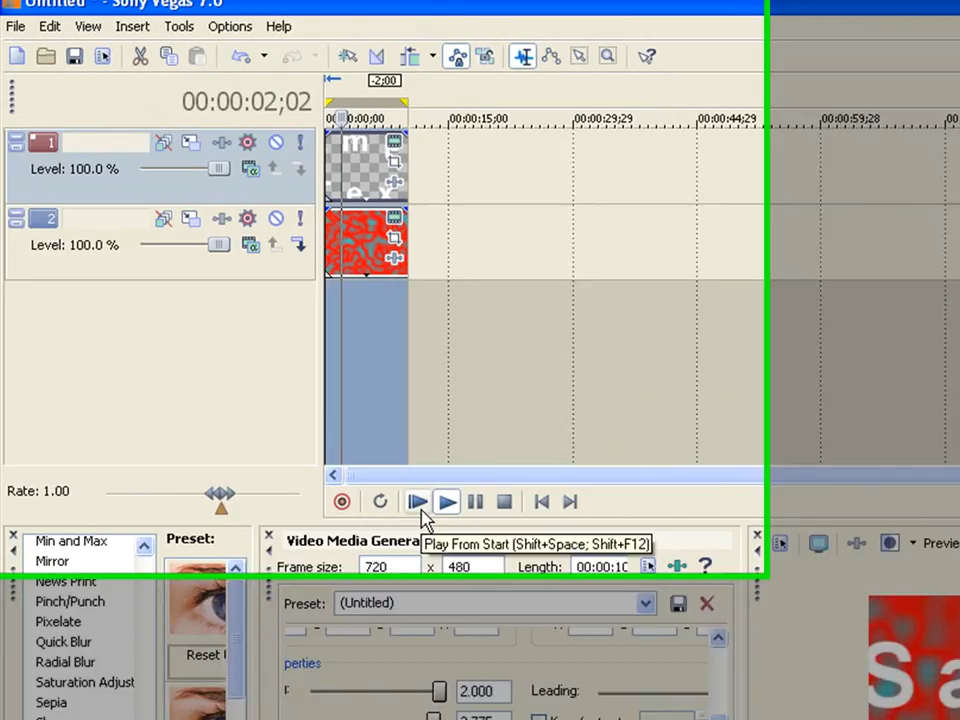 Untitled * - Sony Vegas 7.0
File Edit View Insert Tools Options Help
-2;00
00:00:02;02
00:00:15;00 00:00:29;29 00:00:44;29 00:00:59;28 00
1
Level: 100.0 %
m
e x
2
Level: 100.0 %
Rate: 1.00
Play From Start (Shift+Space; Shift+F12)
Min and Max
Mirror
News Print
Pinch/Punch
Pixelate
Quick Blur
Radial Blur
Saturation Adjust
Sepia
Preset:
Reset
Video Media Genera
Frame size: 720 x 480 Length: 00:00:10
Preset: (Untitled)
perties
2.000 Leading:
Previe
Sa